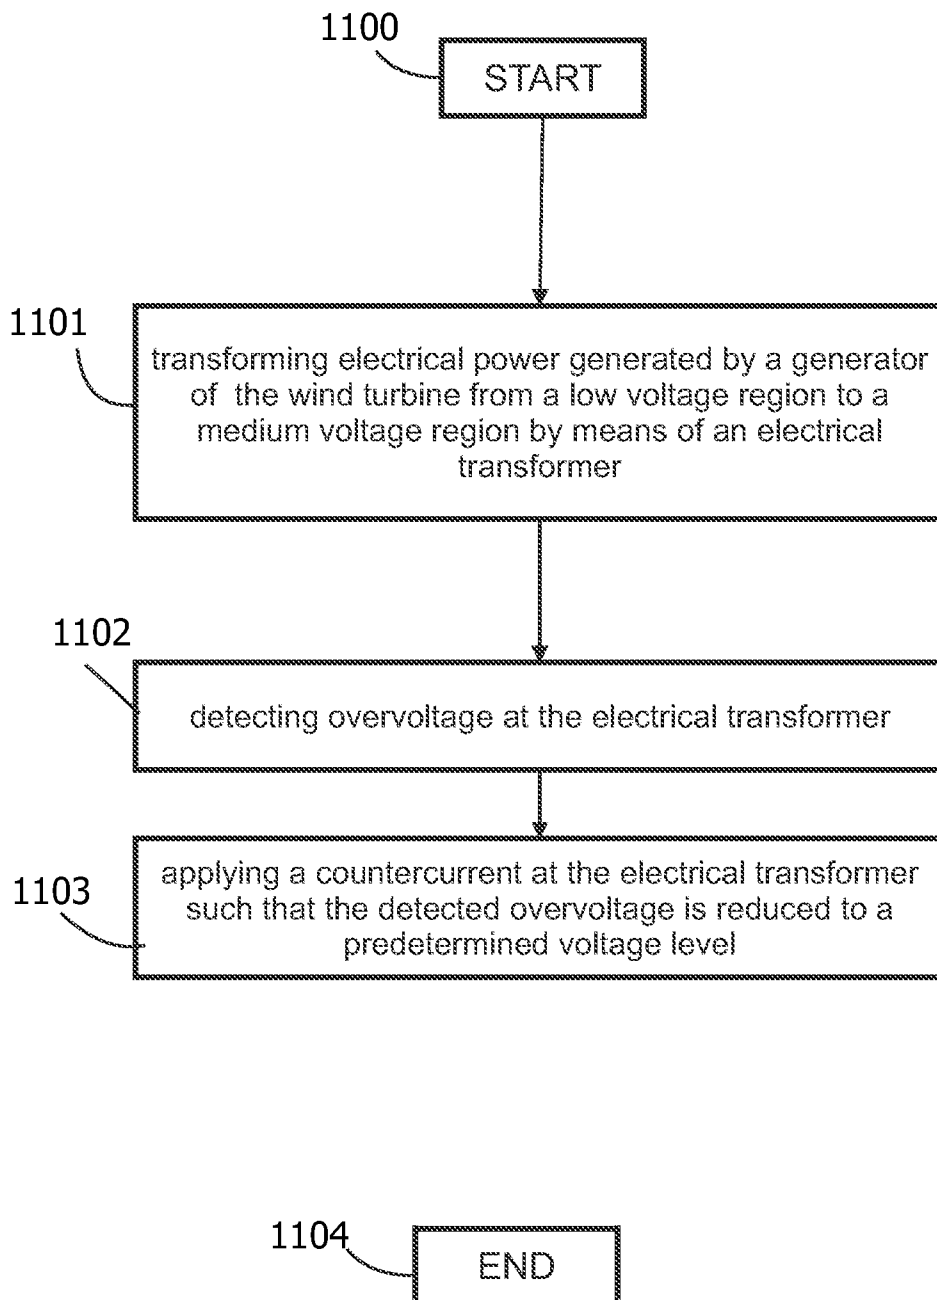 1100
START
1101
transforming electrical power generated by a generator
of the wind turbine from a low voltage region to a
medium voltage region by means of an electrical
transformer
1102
detecting overvoltage at the electrical transformer
1103
applying a countercurrent at the electrical transformer
such that the detected overvoltage is reduced to a
predetermined voltage level
1104
END